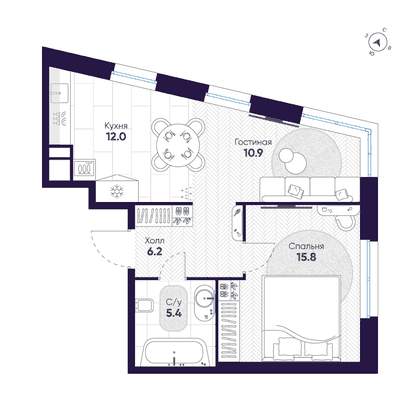 С
З
В
Ю
Кухня
12.0
Гостиная
10.9
Холл
6.2
Спальня
15.8
С/у
5.4